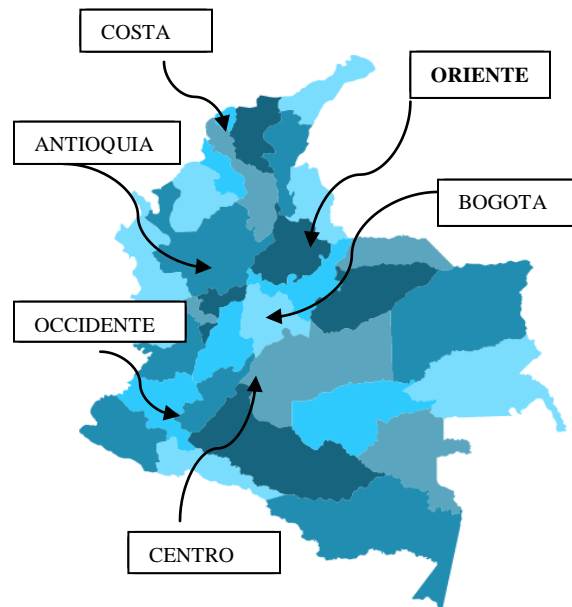 COSTA
ORIENTE
ANTIOQUIA
BOGOTA
OCCIDENTE
CENTRO